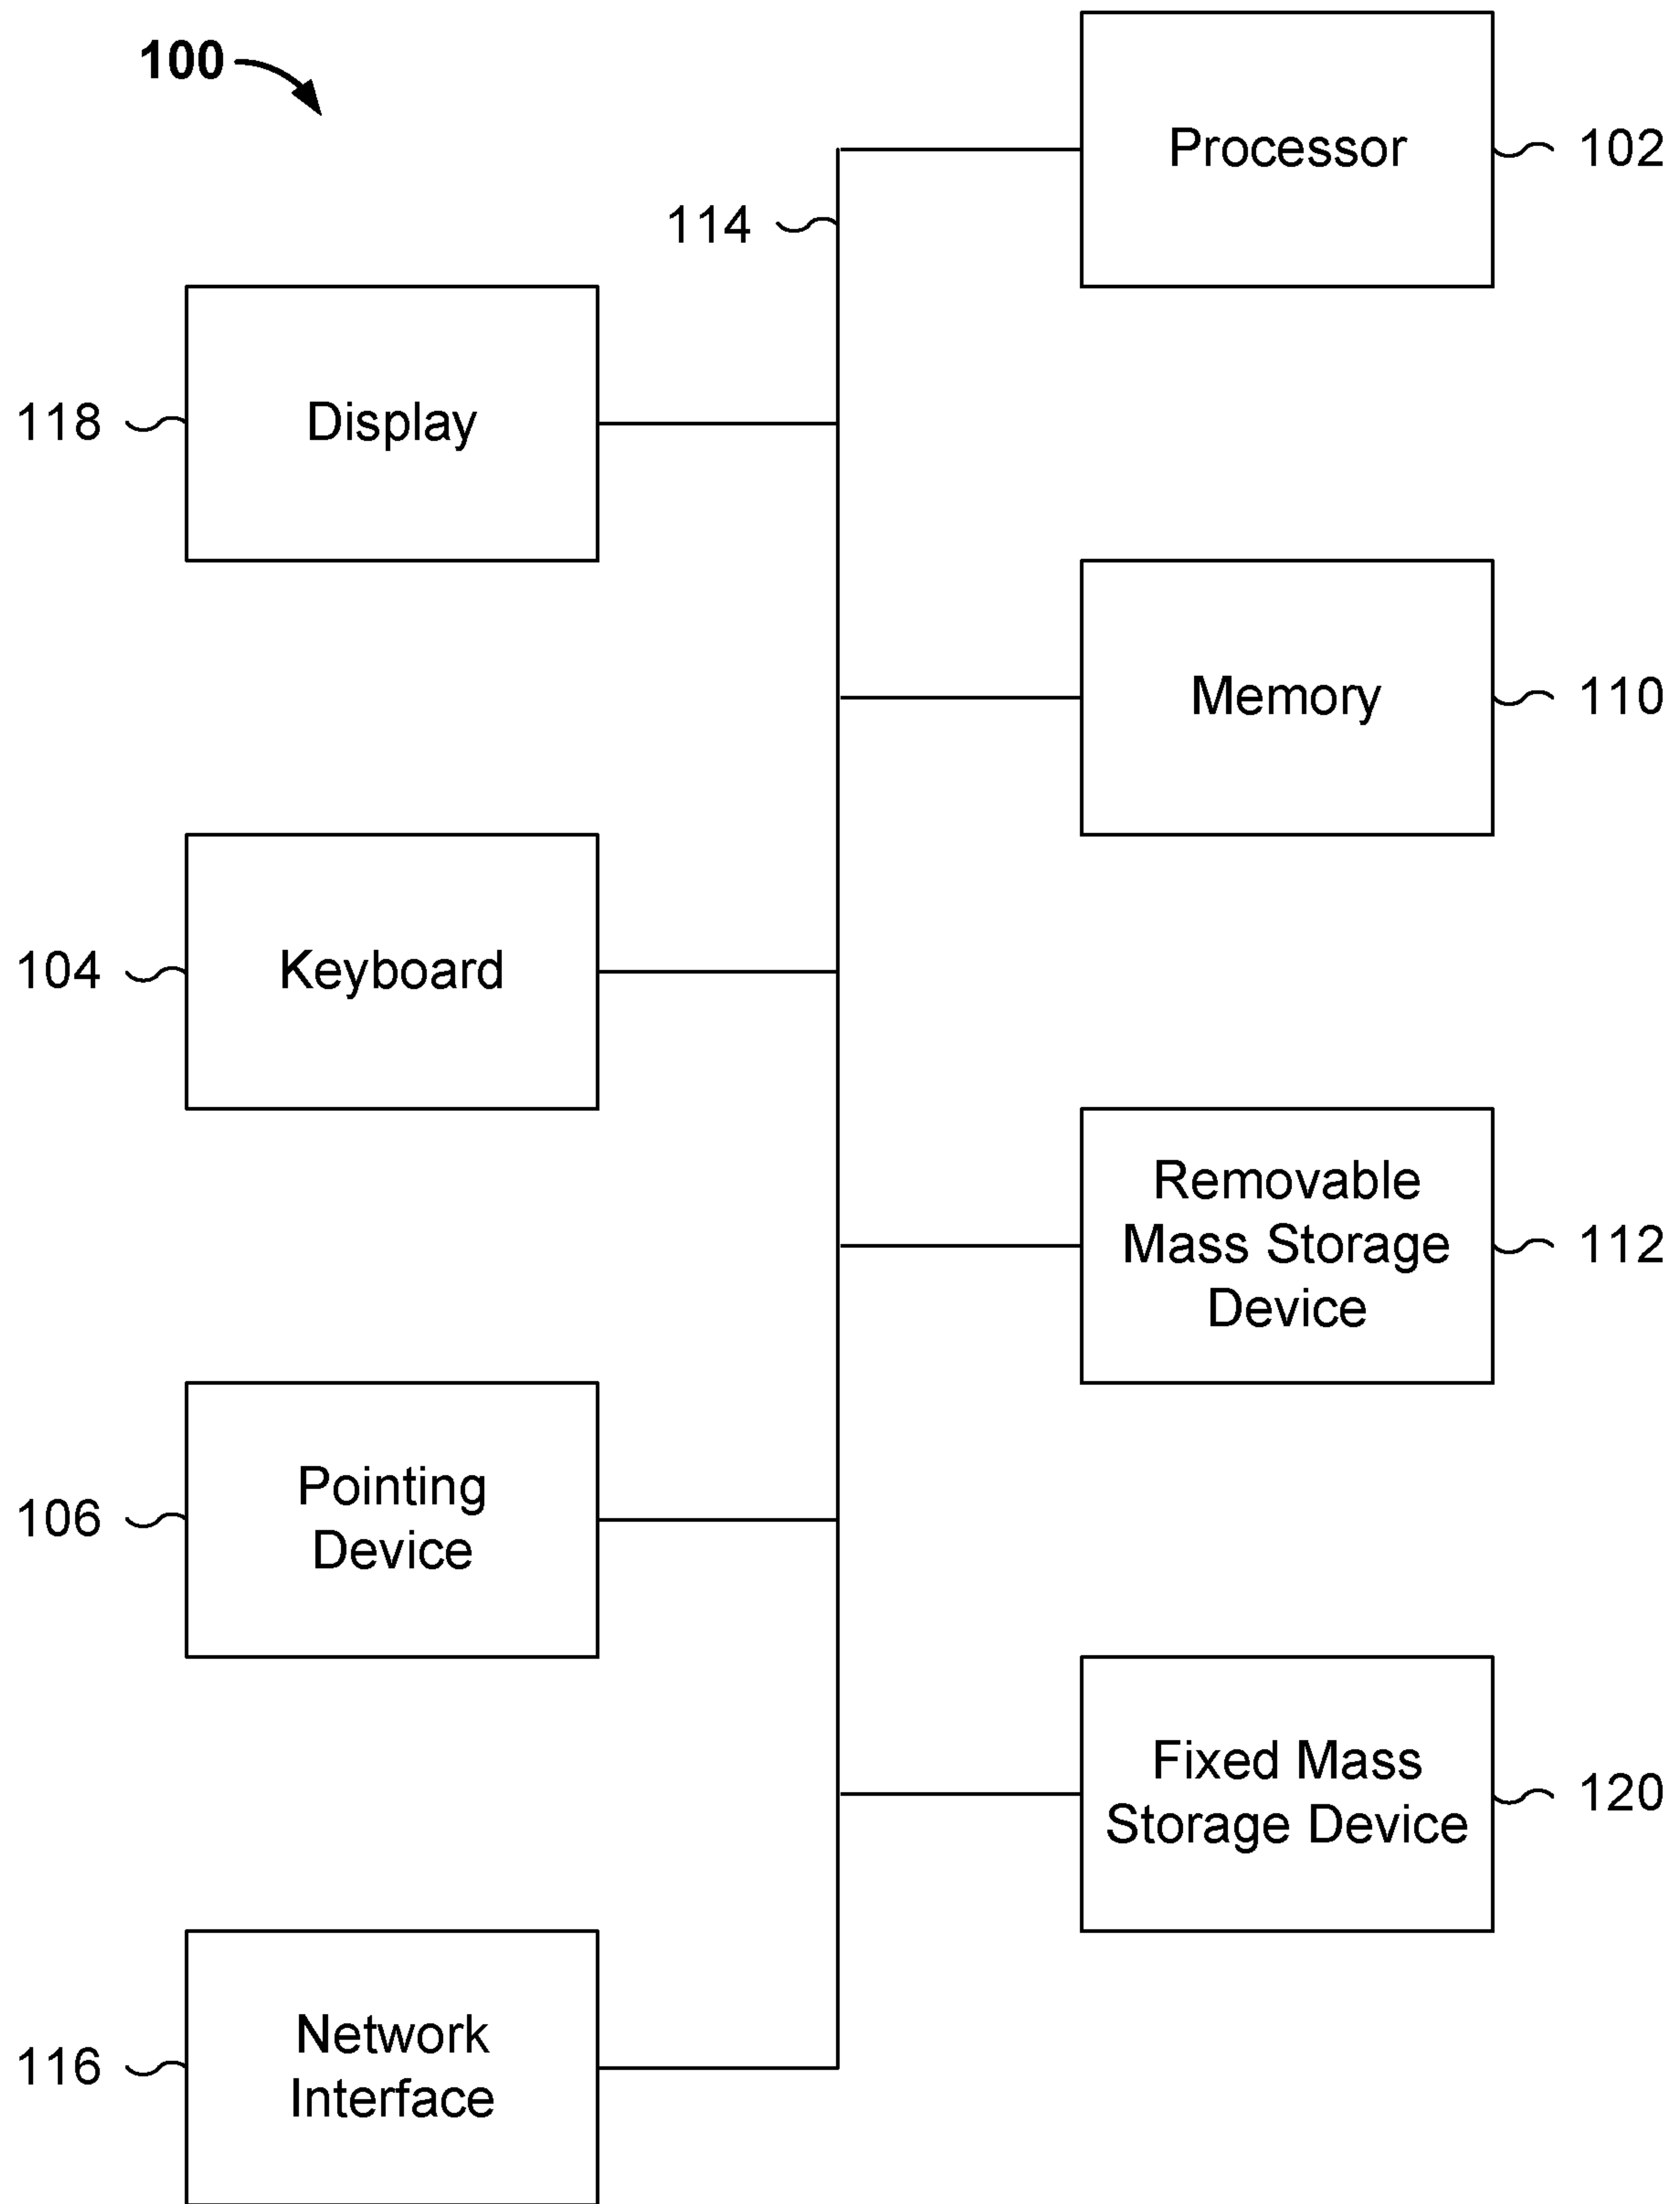 100
Processor
102
114
118
Display
Memory
110
104
Keyboard
Removable
Mass Storage
Device
112
106
Pointing
Device
Fixed Mass
Storage Device
120
116
Network
Interface